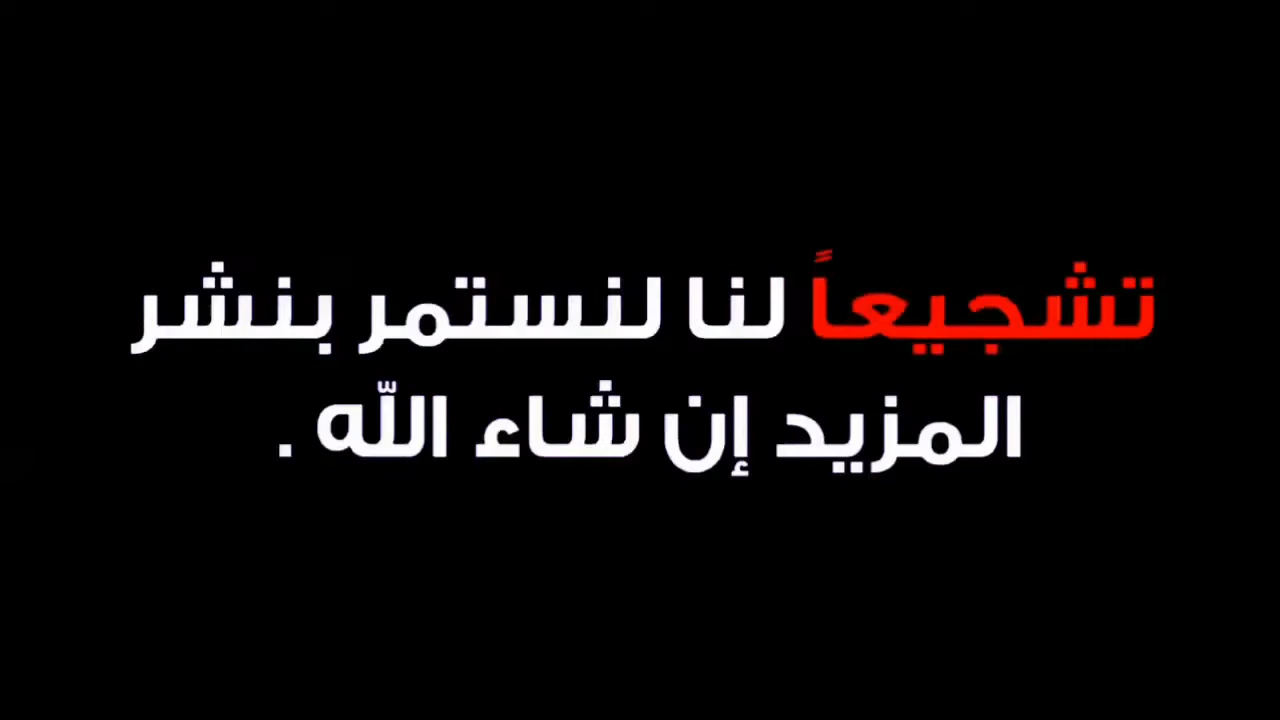 تشجيعاً لنا لنستمر بنشر
المزيد إن شاء اللّه .